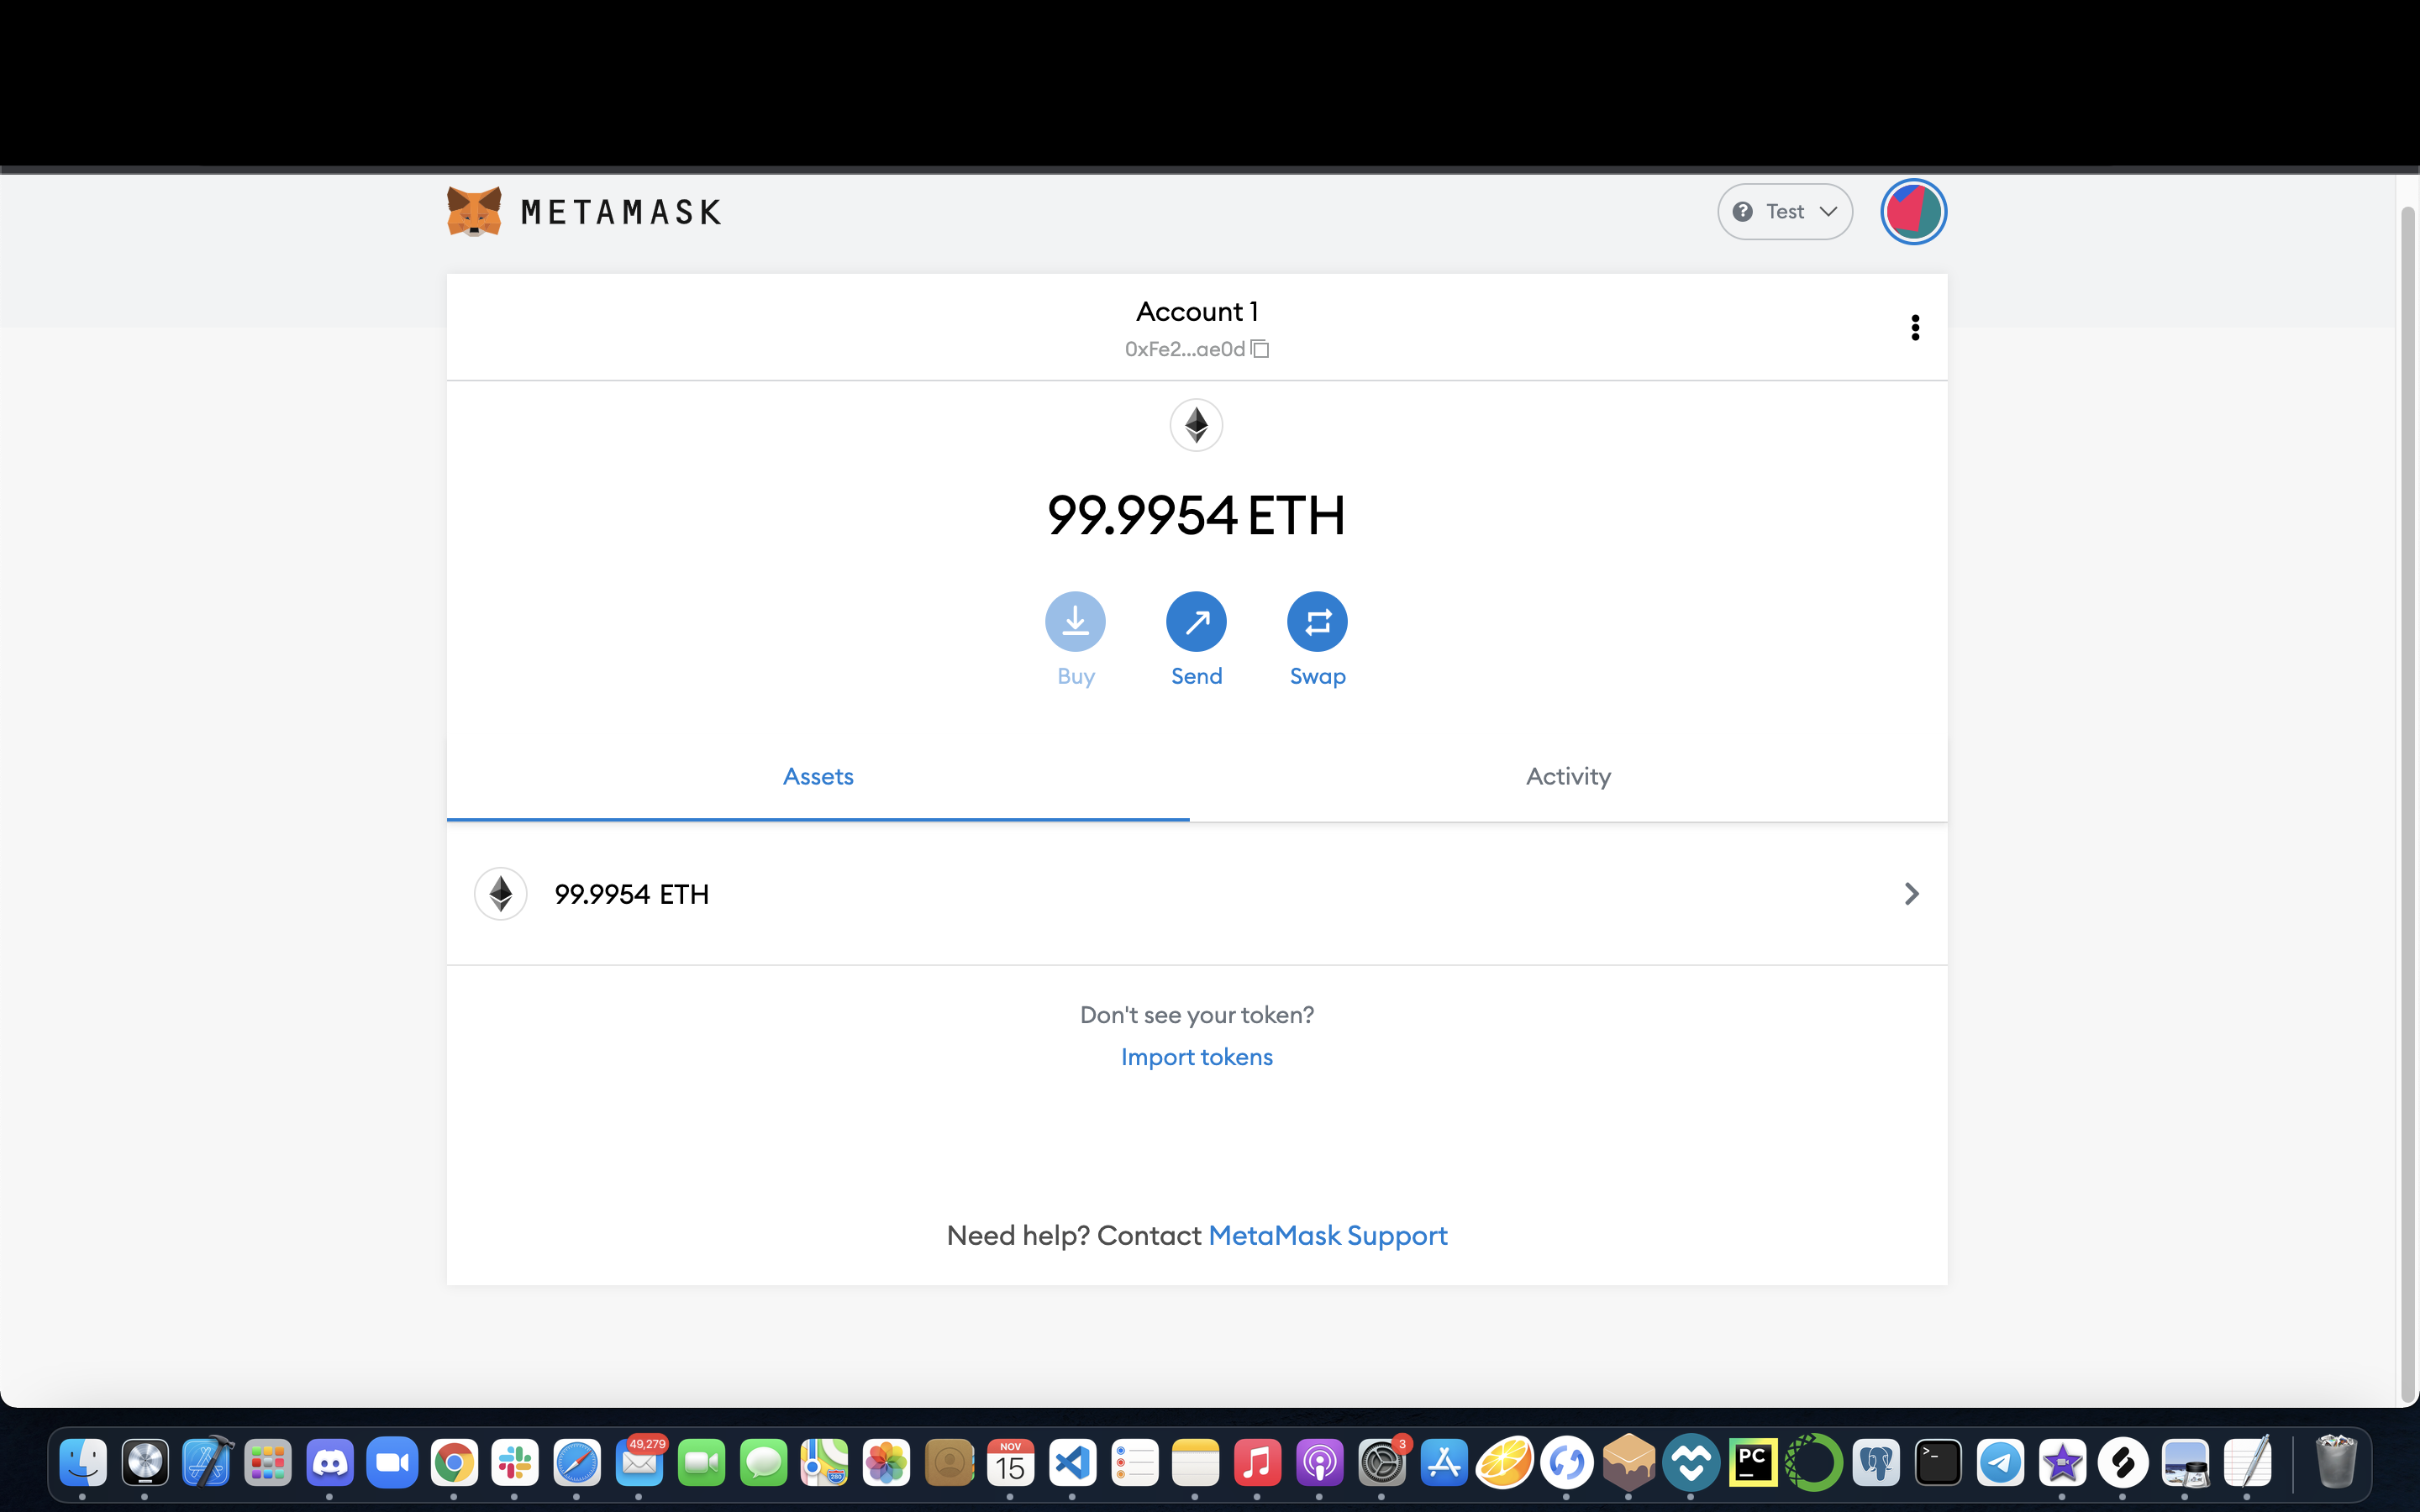 METAMASK
? Test
Account 1
0xFe2...ae0d
99.9954 ETH
Buy
Send
Swap
Assets
Activity
99.9954 ETH
Don't see your token?
Import tokens
Need help? Contact MetaMask Support
49,279
NOV
15
280
3
PC
>_